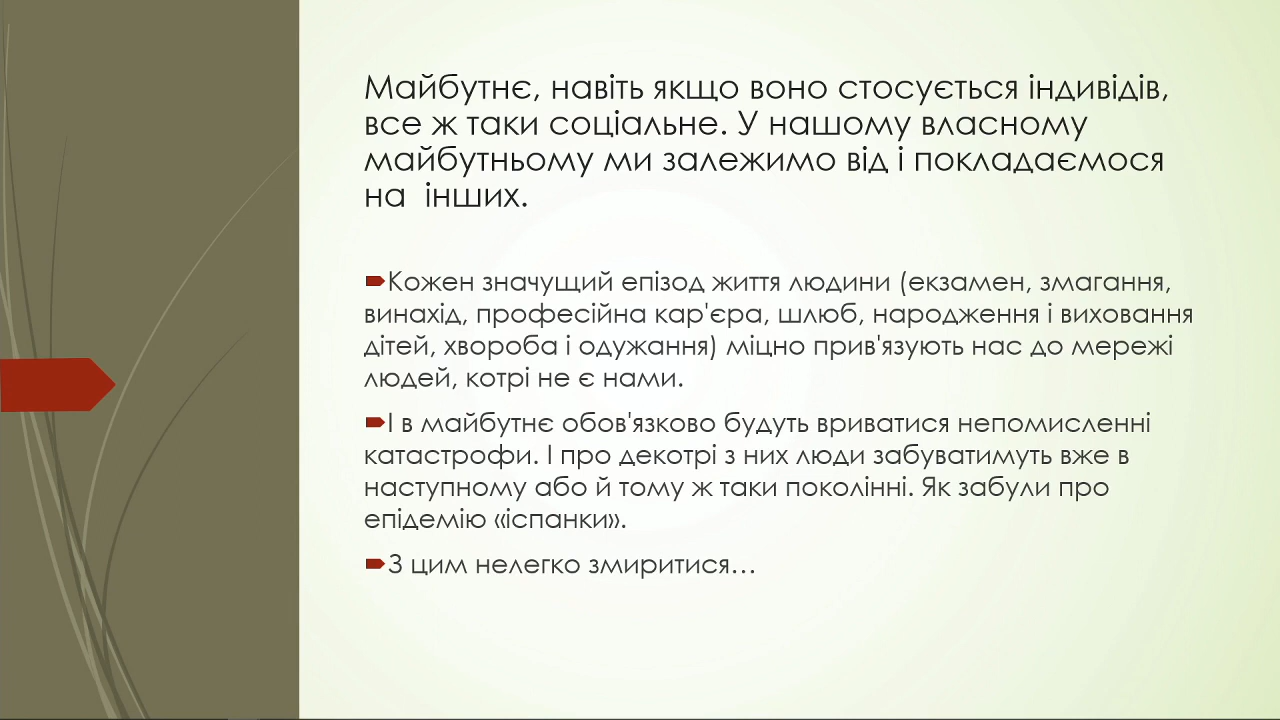 Майбутнє, навіть якщо воно стосується індивідів,
все ж таки соціальне. У нашому власному
майбутньому ми залежимо від і покладаємося
на  інших.
Кожен значущий епізод життя людини (екзамен, змагання,
винахід, професійна кар'єра, шлюб, народження і виховання
дітей, хвороба і одужання) міцно прив'язують нас до мережі
людей, котрі не є нами.
І в майбутнє обов'язково будуть вриватися непомисленні
катастрофи. І про декотрі з них люди забуватимуть вже в
наступному або й тому ж таки поколінні. Як забули про
епідемію «іспанки».
З цим нелегко змиритися…